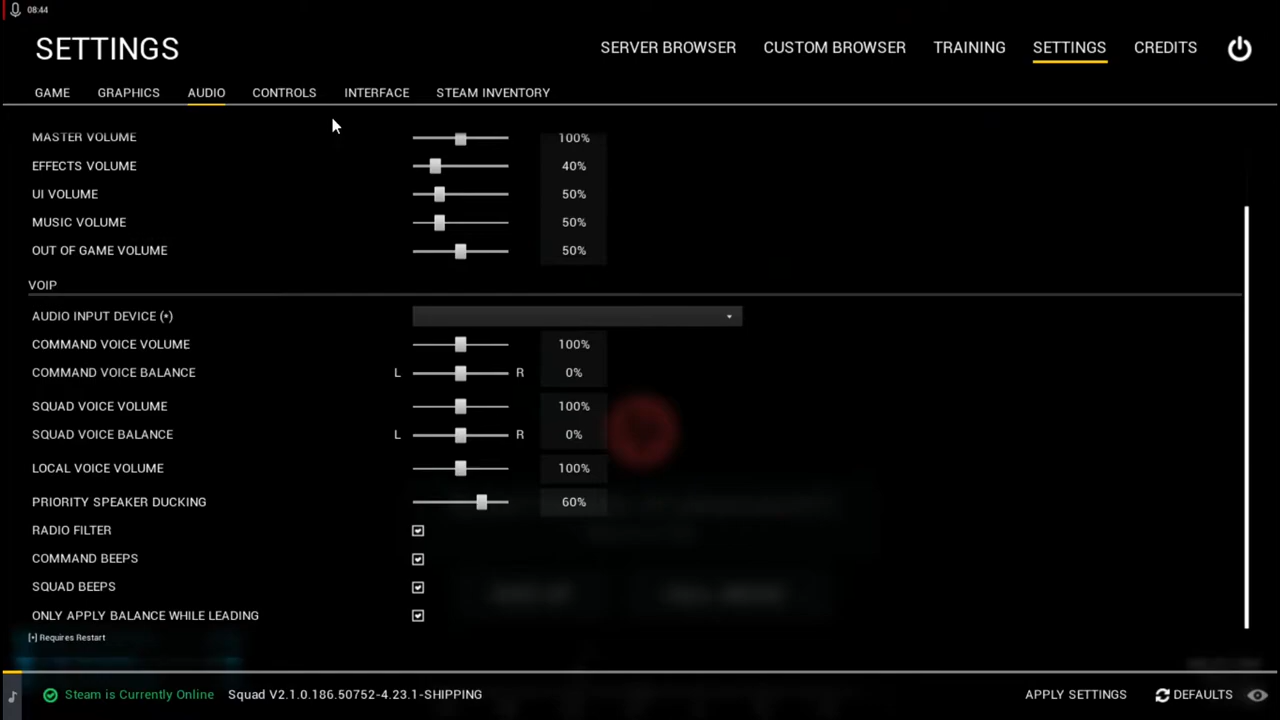 08:44
SETTINGS
SERVER BROWSER CUSTOM BROWSER TRAINING SETTINGS CREDITS
GAME GRAPHICS AUDIO CONTROLS INTERFACE STEAM INVENTORY
MASTER VOLUME 100%
EFFECTS VOLUME 40%
UI VOLUME 50%
MUSIC VOLUME 50%
OUT OF GAME VOLUME 50%
VOIP
AUDIO INPUT DEVICE (*)
COMMAND VOICE VOLUME 100%
COMMAND VOICE BALANCE L R 0%
SQUAD VOICE VOLUME 100%
SQUAD VOICE BALANCE L R 0%
LOCAL VOICE VOLUME 100%
PRIORITY SPEAKER DUCKING 60%
RADIO FILTER
COMMAND BEEPS
SQUAD BEEPS
ONLY APPLY BALANCE WHILE LEADING
[*] Requires Restart
Steam is Currently Online Squad V2.1.0.186.50752-4.23.1-SHIPPING APPLY SETTINGS DEFAULTS